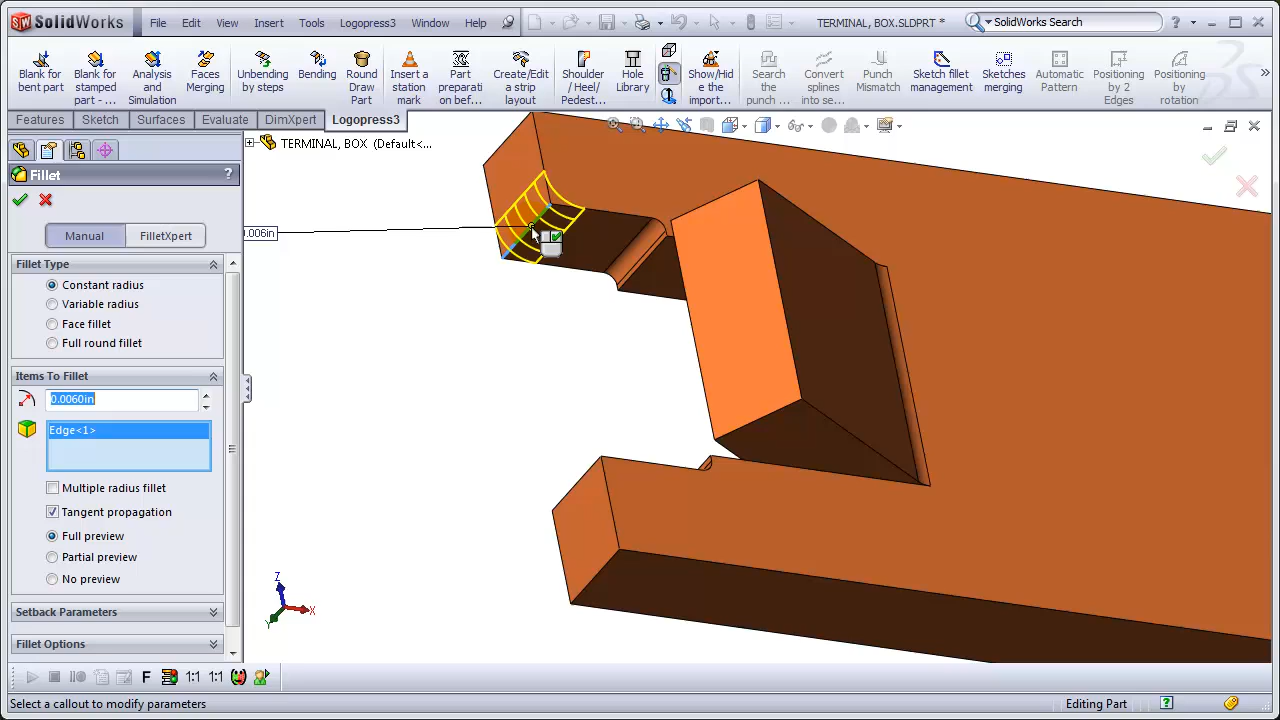 SOLIDWORKS
File Edit View Insert Tools Logopress3 Window Help
TERMINAL, BOX.SLDPRT *
SolidWorks Search
Blank for bent part
Blank for stamped part - ...
Analysis and Simulation
Faces Merging
Unbending by steps
Bending
Round Draw Part
Insert a station mark
Part preparati on bef...
Create/Edit a strip layout
Shoulder / Heel / Pedest...
Hole Library
Show/Hid e the import...
Search the punch ...
Convert splines into se...
Punch Mismatch
Sketch fillet management
Sketches merging
Automatic Pattern
Positioning by 2 Edges
Positioning by rotation
Features Sketch Surfaces Evaluate DimXpert Logopress3
TERMINAL, BOX (Default<...
Fillet ?
Manual FilletXpert
Fillet Type
Constant radius
Variable radius
Face fillet
Full round fillet
Items To Fillet
0.0060in
Edge<1>
Multiple radius fillet
Tangent propagation
Full preview
Partial preview
No preview
Setback Parameters
Fillet Options
0.006in
Z
X
Y
F 1:1 1:1
Select a callout to modify parameters
Editing Part